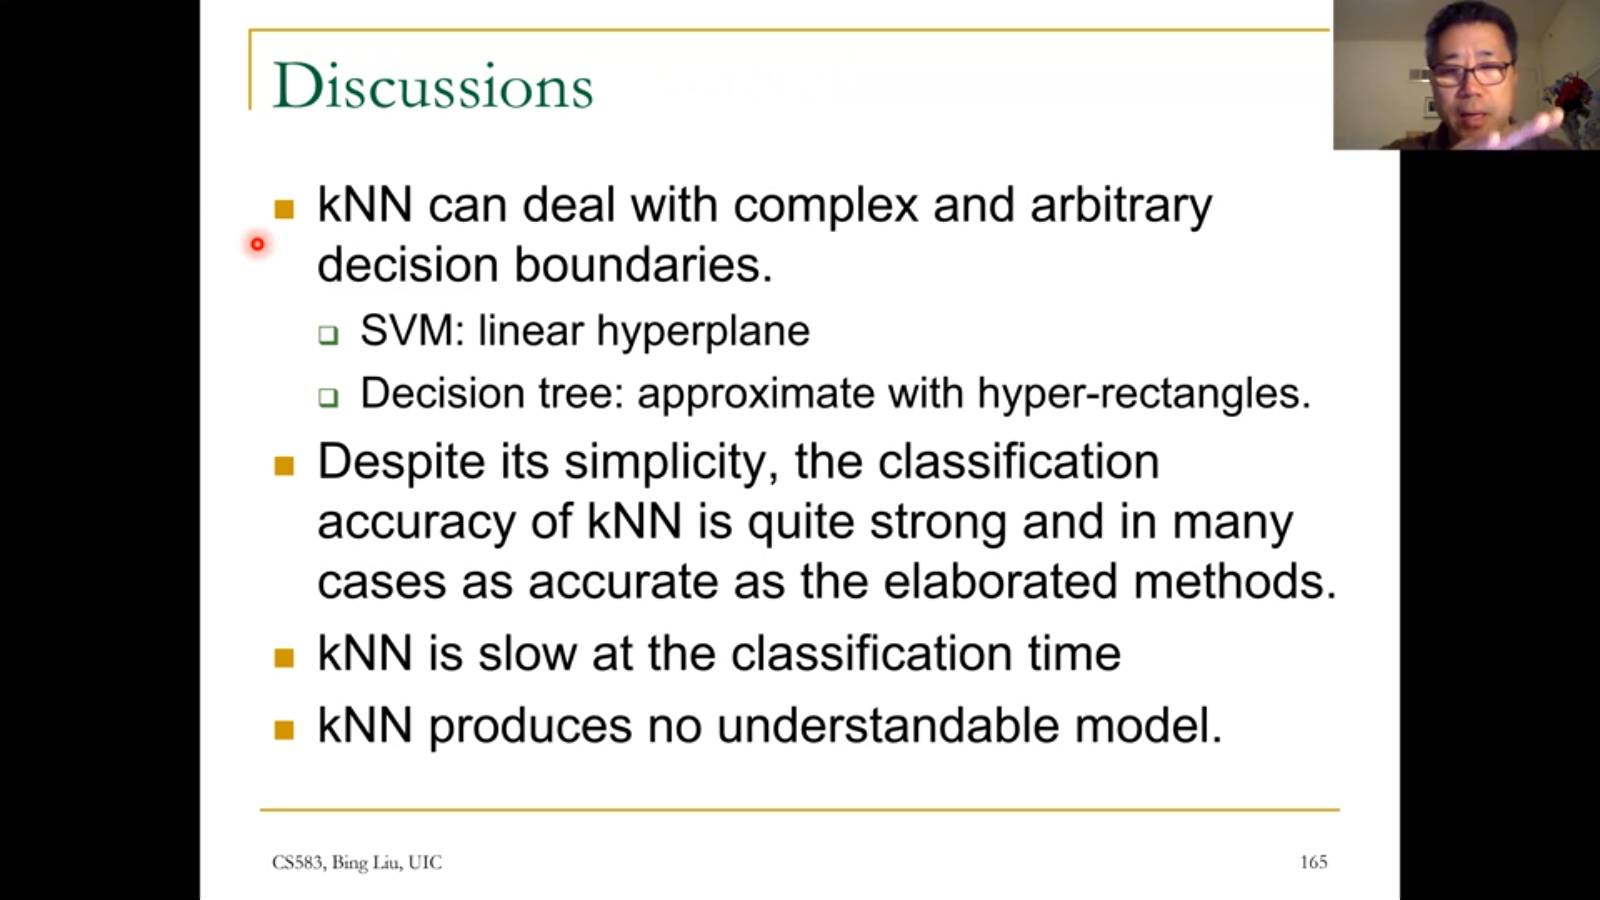 Discussions
kNN can deal with complex and arbitrary
decision boundaries.
SVM: linear hyperplane
Decision tree: approximate with hyper-rectangles.
Despite its simplicity, the classification
accuracy of kNN is quite strong and in many
cases as accurate as the elaborated methods.
kNN is slow at the classification time
kNN produces no understandable model.
CS583, Bing Liu, UIC
165